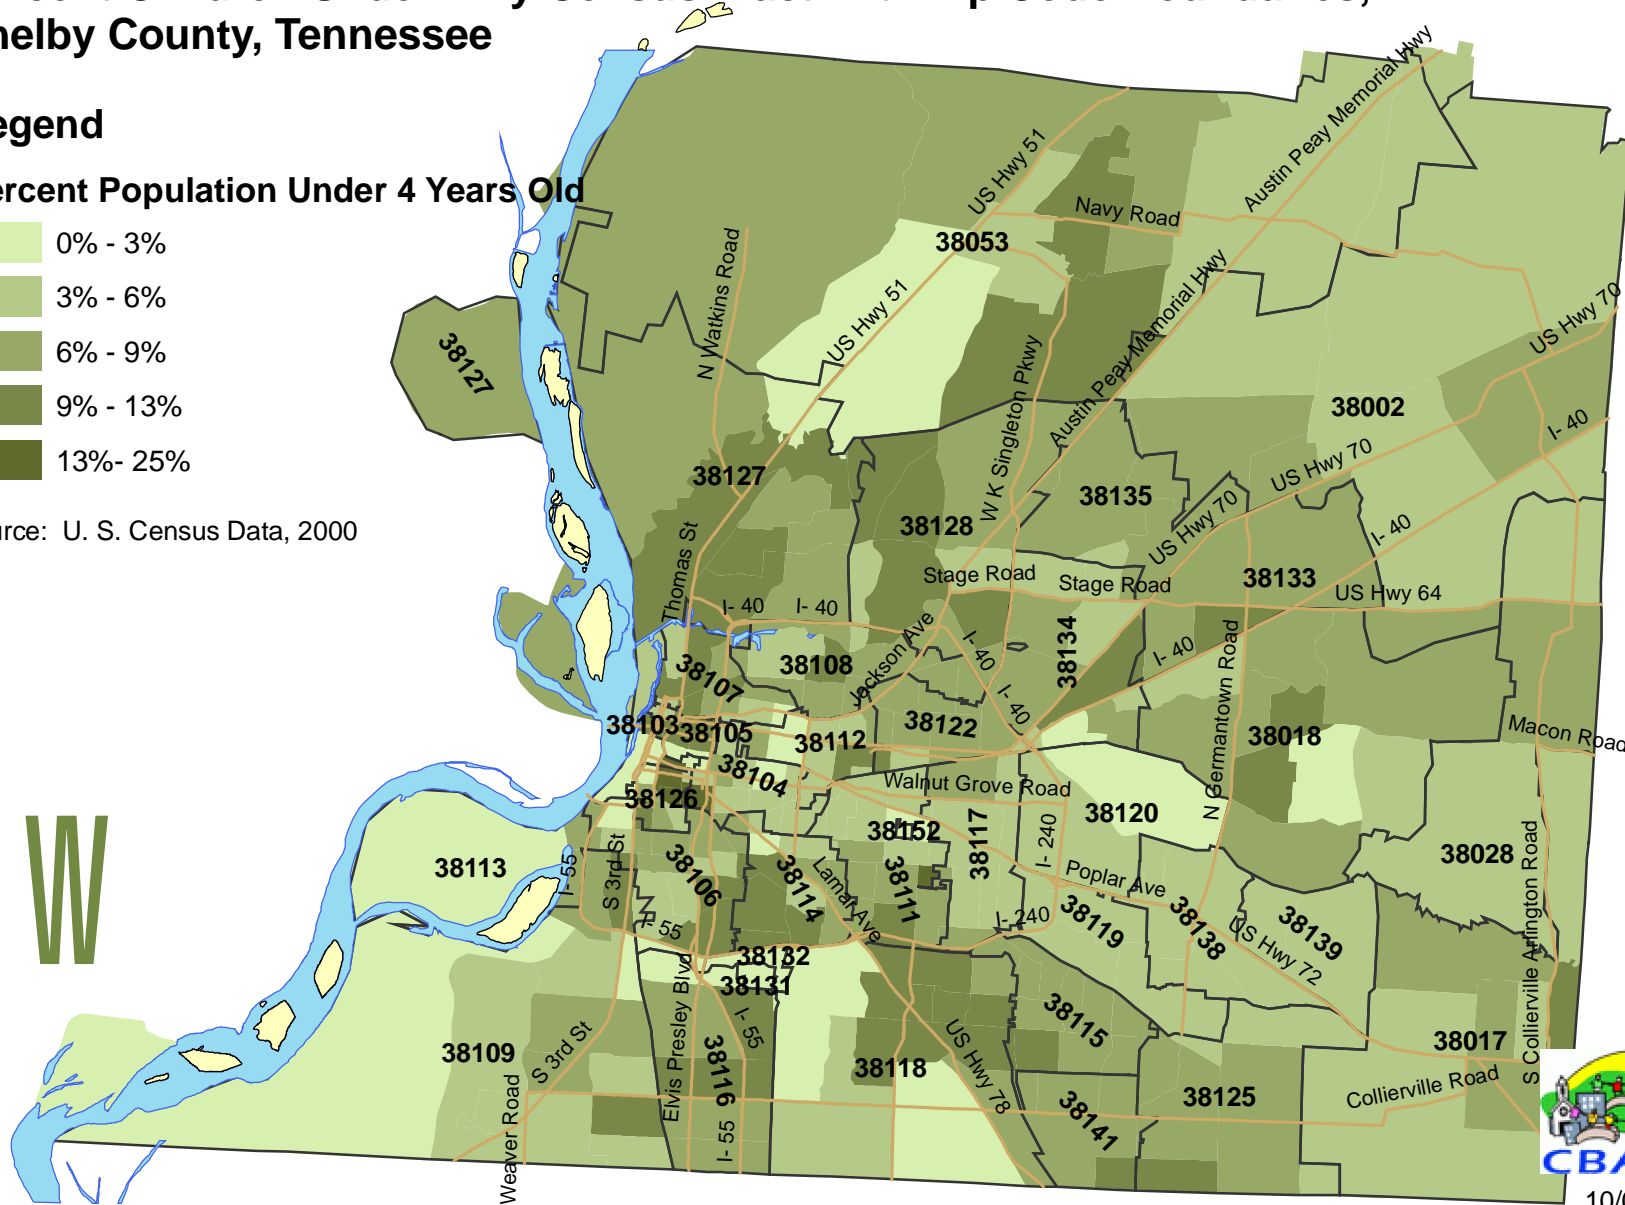 helby County, Tennessee
egend
ercent Population Under 4 Years Old
0% - 3%
3% - 6%
6% - 9%
9% - 13%
13%- 25%
urce: U. S. Census Data, 2000
W
Austin Peay Memorial Hwy
US Hwy 51
Navy Road
38053
N Watkins Road
US Hwy 51
Austin Peay Memorial Hwy
US Hwy 70
38127
W K Singleton Pkwy
38002
I- 40
US Hwy 70
38127
38135
38128
US Hwy 70
I- 40
Thomas St
Stage Road
Stage Road
38133
US Hwy 64
I- 40
I- 40
38134
I- 40
I- 40
38107
38108
Jackson Ave
I- 40
N Germantown Road
38103
38105
38112
38122
38018
Macon Road
38104
Walnut Grove Road
38126
38120
38152
38117
I- 240
S Collierville Arlington Road
38113
I- 55
S 3rd St
38106
38114
Lamar Ave
38111
Poplar Ave
38028
I- 55
I- 240
38119
38138
38139
US Hwy 72
38132
38131
Elvis Presley Blvd
I- 55
38115
38109
S 3rd St
38116
38118
US Hwy 78
38017
Weaver Road
38141
38125
Collierville Road
I- 55
CBA